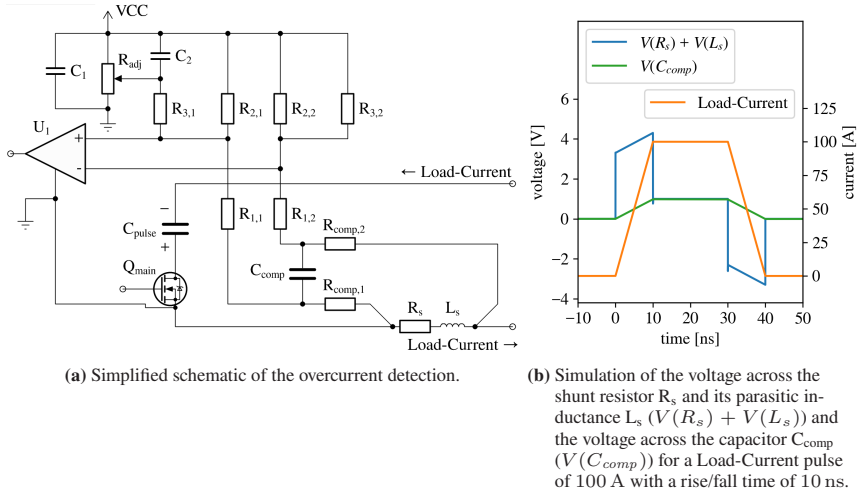 VCC
C1
Radj
C2
R3,1
R2,1
R2,2
R3,2
U1
+
-
← Load-Current
−
Cpulse
+
R1,1
R1,2
Rcomp,2
Qmain
Ccomp
Rcomp,1
Rs
Ls
Load-Current →
(a) Simplified schematic of the overcurrent detection.
V(Rs) + V(Ls)
V(Ccomp)
Load-Current
voltage [V]
6
4
2
0
−2
−4
current [A]
125
100
75
50
25
0
−10 0 10 20 30 40 50
time [ns]
(b) Simulation of the voltage across the
shunt resistor Rs and its parasitic in-
ductance Ls (V(Rs) + V(Ls)) and
the voltage across the capacitor Ccomp
(V(Ccomp)) for a Load-Current pulse
of 100 A with a rise/fall time of 10 ns.